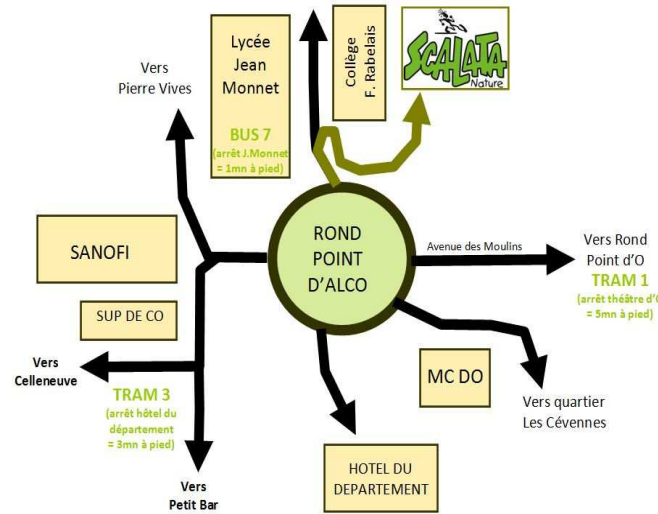 Lycée
Jean
Monnet
BUS 7
(arrêt J.Monnet
= 1mn à pied)
Collège
F. Rabelais
SCALATA
Nature
Vers
Pierre Vives
SANOFI
SUP DE CO
ROND
POINT
D'ALCO
Avenue des Moulins
Vers Rond
Point d'O
TRAM 1
(arrêt théâtre d'O
= 5mn à pied)
Vers
Celleneuve
TRAM 3
(arrêt hôtel du
département
= 3mn à pied)
MC DO
Vers quartier
Les Cévennes
HOTEL DU
DEPARTEMENT
Vers
Petit Bar